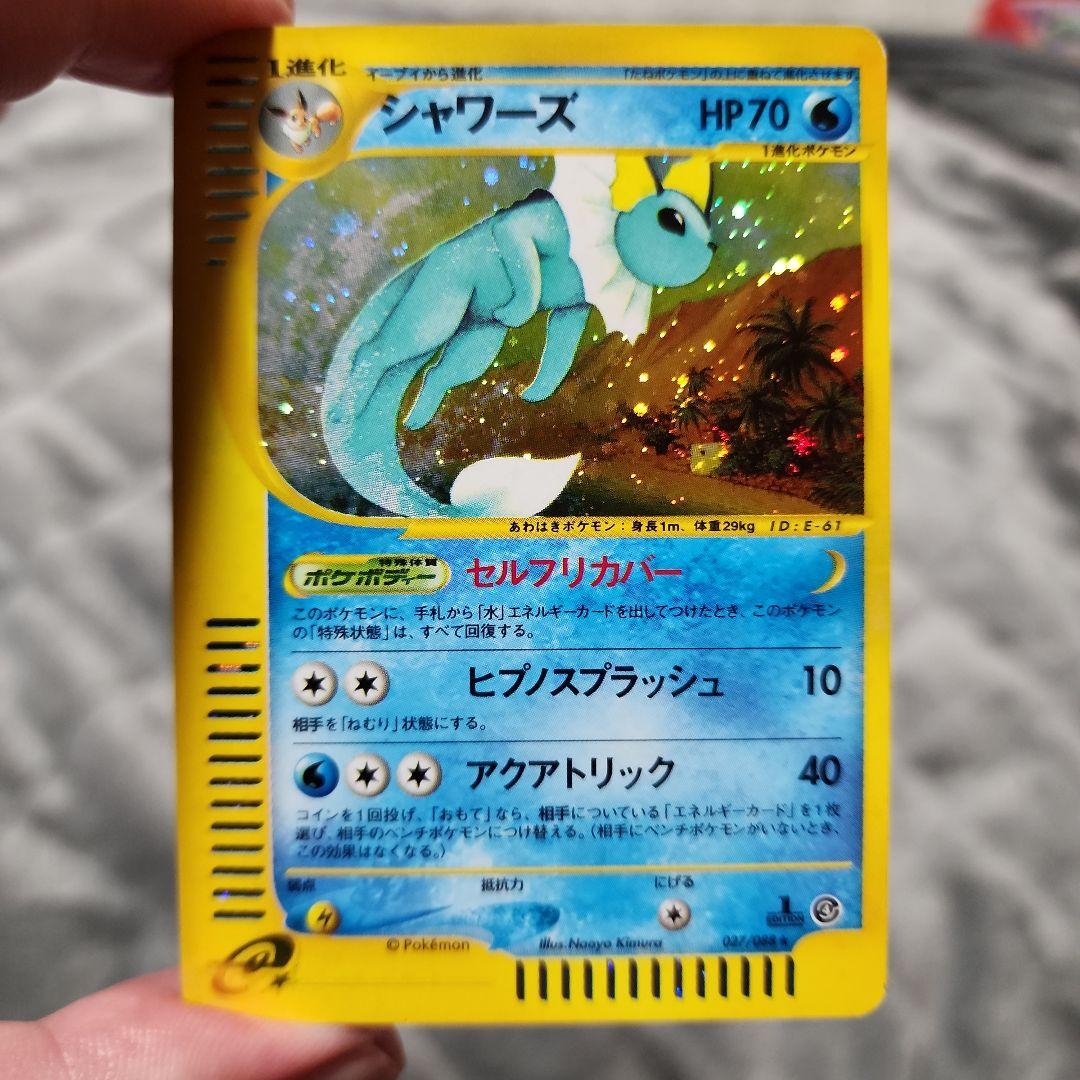 1進化
イーブイから進化
「たねポケモン」の上に重ねて進化させます。
シャワーズ
HP70
1進化ポケモン
あわはきポケモン：身長1m、体重29kg ID:E-61
特殊体質
ポケボディー
セルフリカバー
このポケモンに、手札から「水」エネルギーカードを出してつけたとき、このポケモン
の「特殊状態」は、すべて回復する。
ヒプノスプラッシュ 10
相手を「ねむり」状態にする。
アクアトリック 40
コインを1回投げ、「おもて」なら、相手についている「エネルギーカード」を1枚
選び、相手のベンチポケモンにつけ替える。（相手にベンチポケモンがいないとき、
この効果はなくなる。）
弱点 抵抗力 にげる
1
EDITION
© Pokémon
Illus. Naoyo Kimura
027/088 ★
e